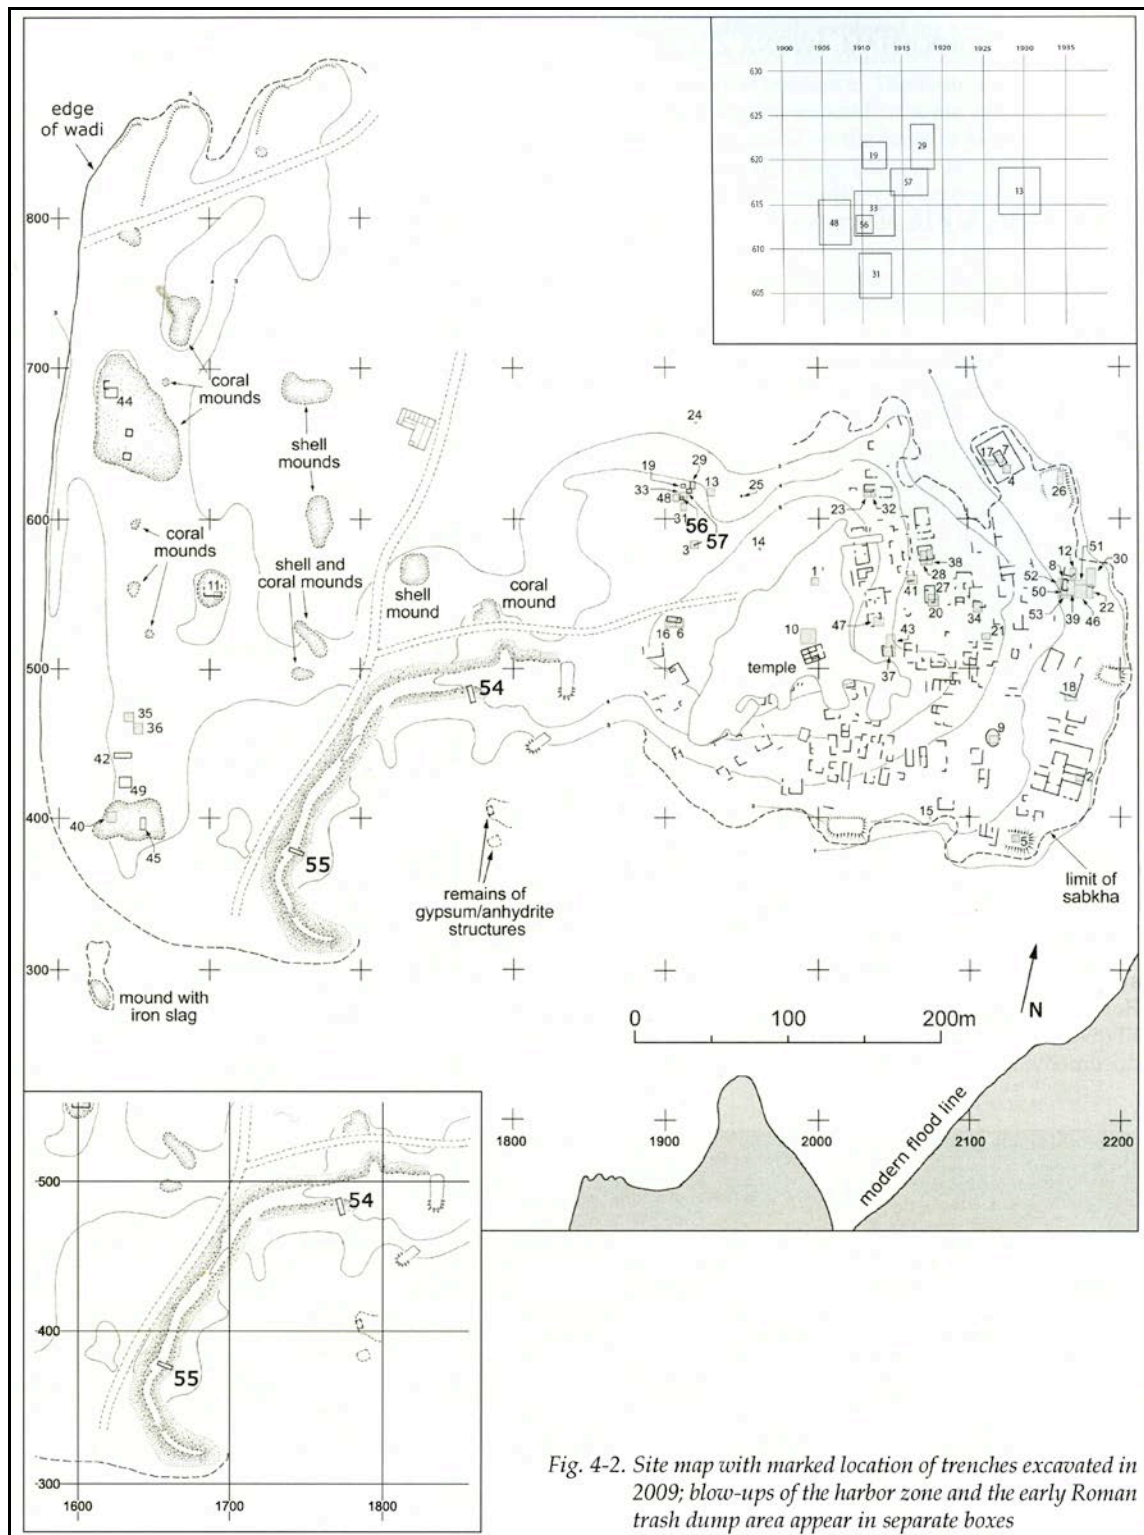 1900 1905 1910 1915 1920 1925 1930 1935
630
625
620
615
610
605
19
29
57
13
33
48
56
31
edge
of wadi
800
700
600
500
400
300
44
coral
mounds
shell
mounds
coral
mounds
11
shell and
coral mounds
shell
mound
coral
mound
24
19
29
33
48
13
25
31
56
57
3
14
23
32
17
7
4
26
1
38
28
27
20
41
34
21
12
8
51
30
52
50
53
39
46
22
16
6
10
47
43
37
temple
54
18
9
2
35
36
42
49
40
45
55
15
5
limit of
sabkha
remains of
gypsum/anhydrite
structures
mound with
iron slag
0 100 200m
N
modern flood line
1800 1900 2000 2100 2200
500
400
300
54
55
1600 1700 1800
Fig. 4-2. Site map with marked location of trenches excavated in
2009; blow-ups of the harbor zone and the early Roman
trash dump area appear in separate boxes